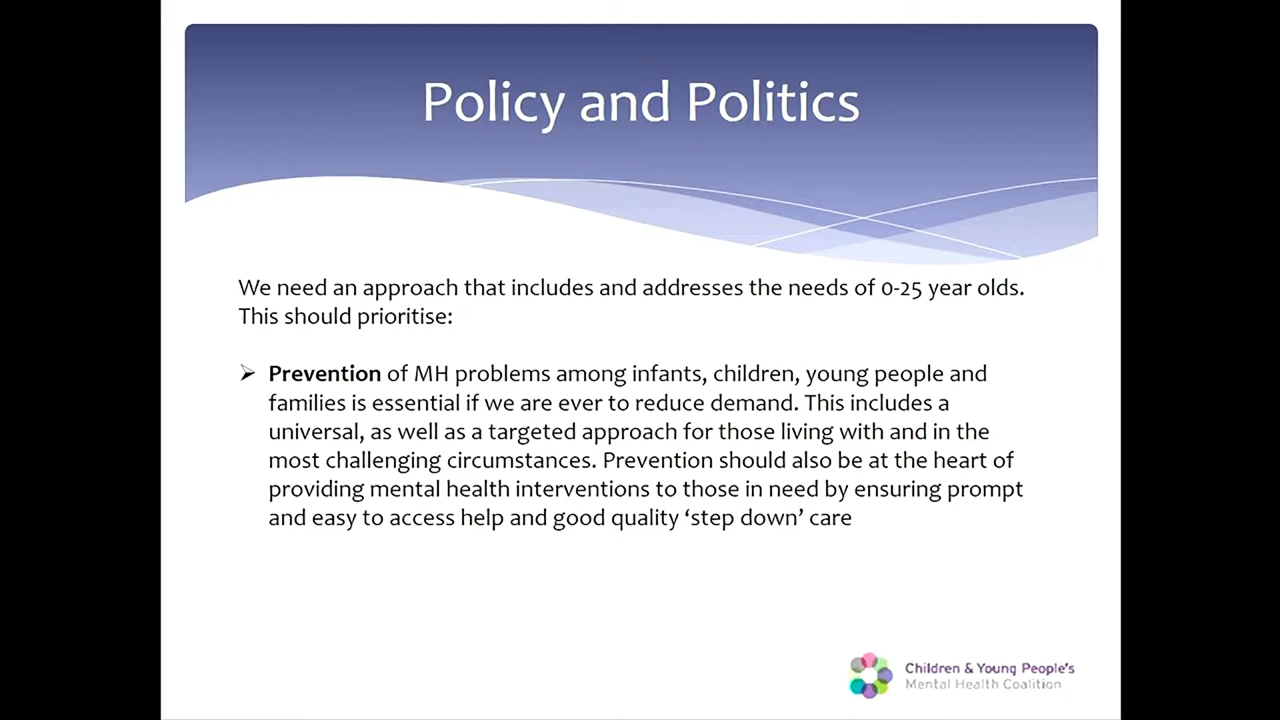 Policy and Politics
We need an approach that includes and addresses the needs of 0-25 year olds.
This should prioritise:
Prevention of MH problems among infants, children, young people and
families is essential if we are ever to reduce demand. This includes a
universal, as well as a targeted approach for those living with and in the
most challenging circumstances. Prevention should also be at the heart of
providing mental health interventions to those in need by ensuring prompt
and easy to access help and good quality ‘step down’ care
Children & Young People's
Mental Health Coalition